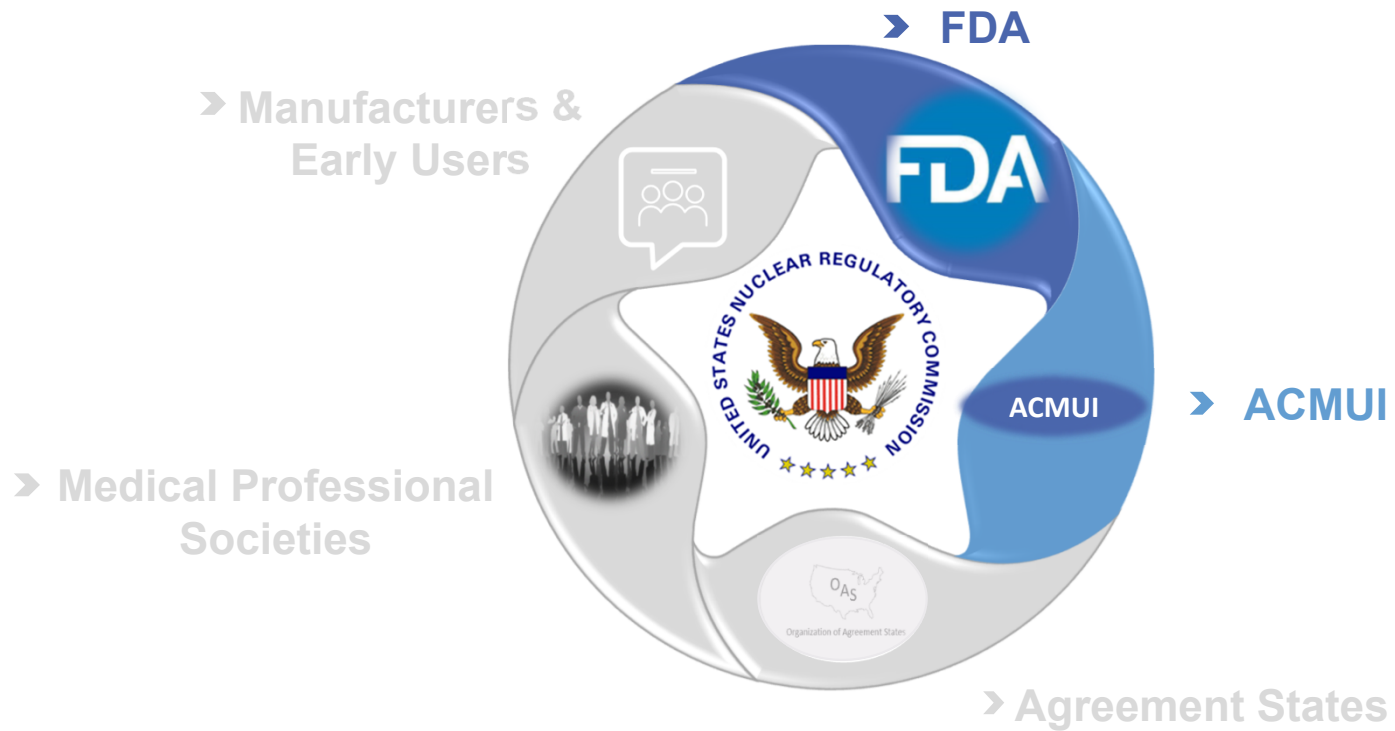 FDA
Manufacturers &
Early Users
FDA
UNITED STATES NUCLEAR REGULATORY COMMISSION
ACMUI
ACMUI
Medical Professional
Societies
OAS
Organization of Agreement States
Agreement States